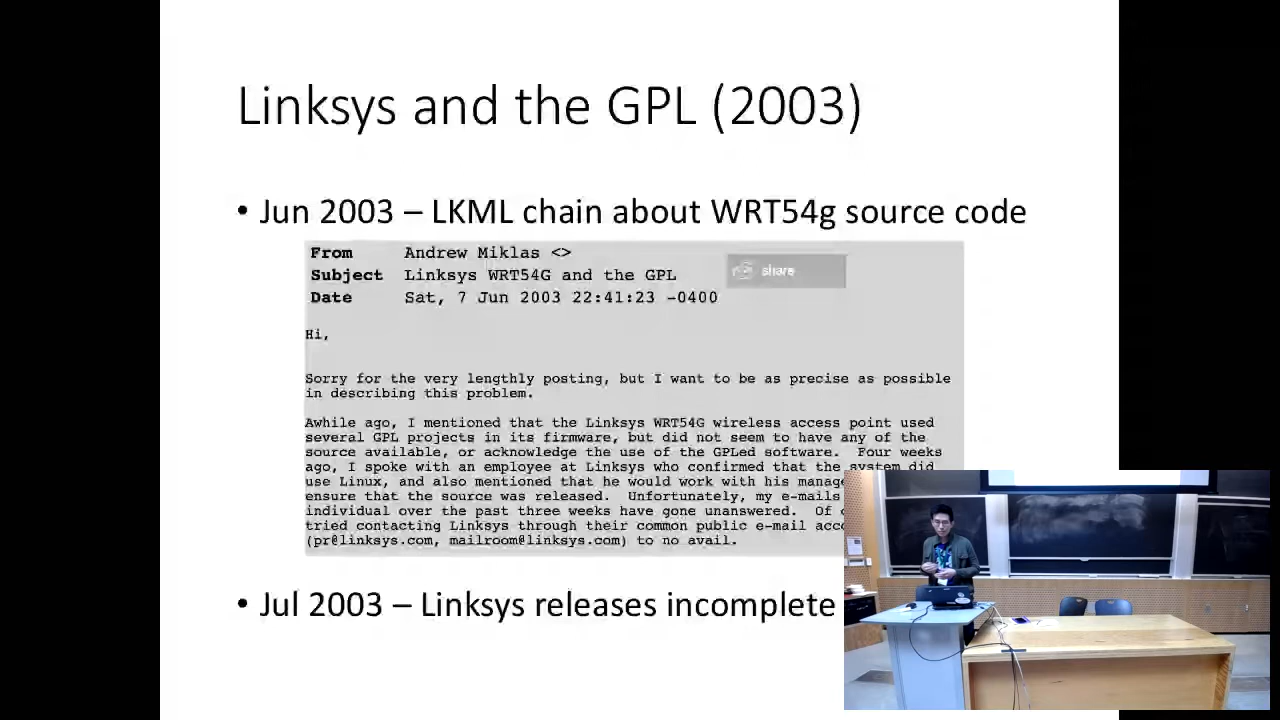 Linksys and the GPL (2003)
• Jun 2003 – LKML chain about WRT54g source code
From Andrew Miklas <>
Subject Linksys WRT54G and the GPL
Date Sat, 7 Jun 2003 22:41:23 -0400
share
Hi,
Sorry for the very lengthly posting, but I want to be as precise as possible
in describing this problem.
Awhile ago, I mentioned that the Linksys WRT54G wireless access point used
several GPL projects in its firmware, but did not seem to have any of the
source available, or acknowledge the use of the GPLed software. Four weeks
ago, I spoke with an employee at Linksys who confirmed that the system did
use Linux, and also mentioned that he would work with his
ensure that the source was released. Unfortunately, my e-mails
individual over the past three weeks have gone unanswered. Of
tried contacting Linksys through their common public e-mail
(pr@linksys.com, mailroom@linksys.com) to no avail.
• Jul 2003 – Linksys releases incomplete